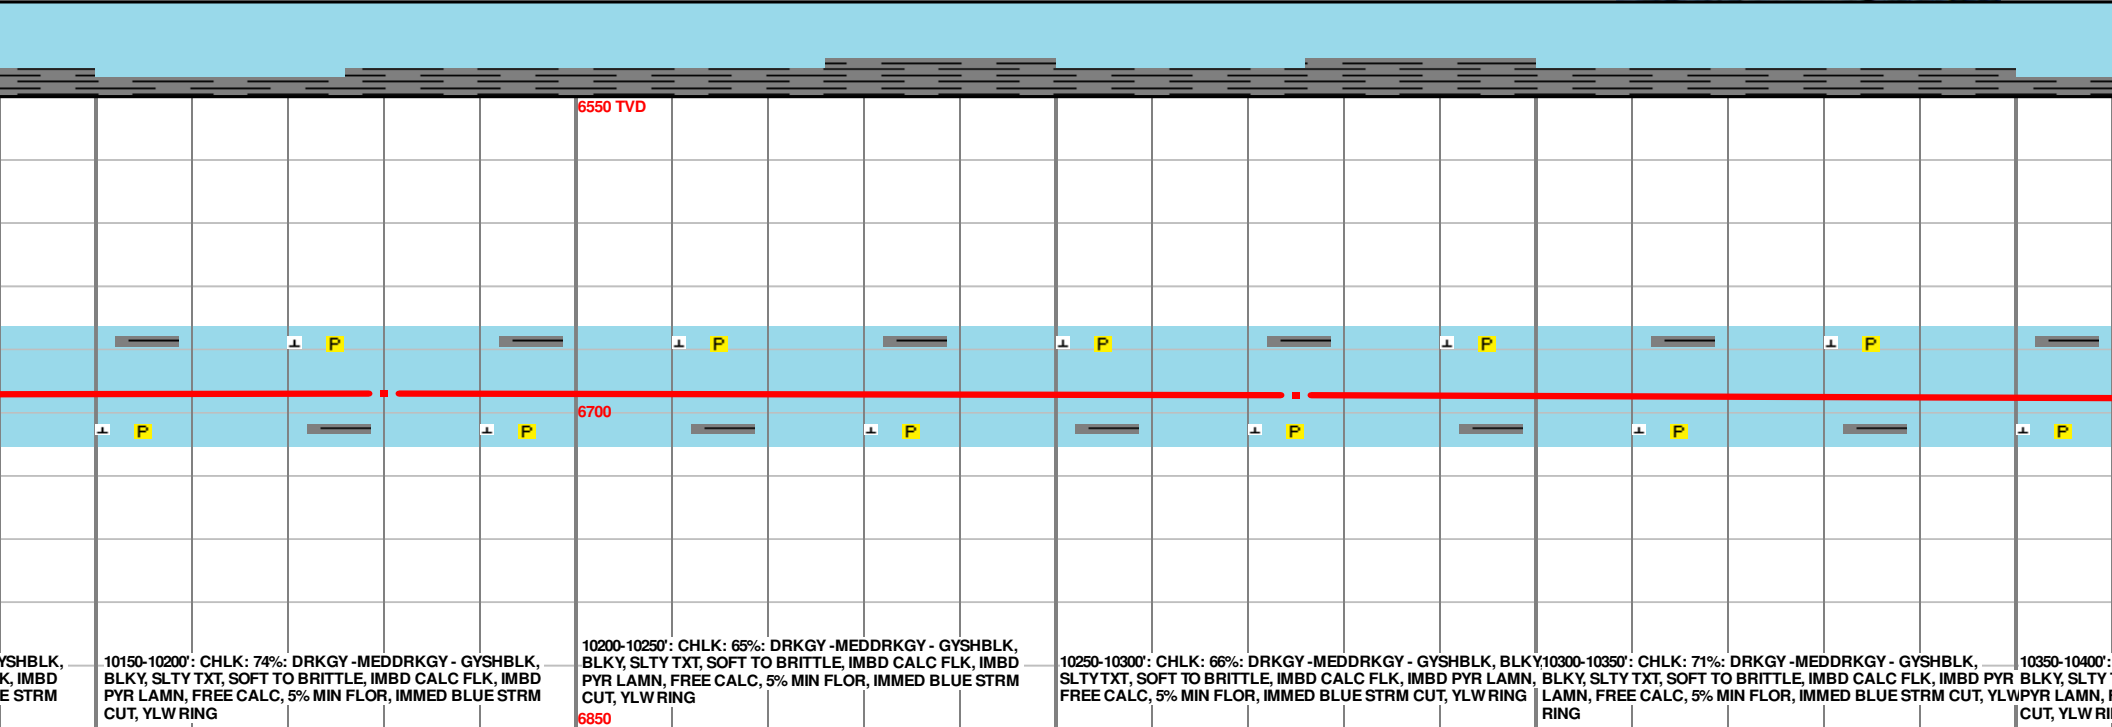 6550 TVD
P P P P P
6700
P P P P P P
YSHBLK,
K, IMBD
E STRM
10150-10200': CHLK: 74%: DRKGY -MEDDRKGY - GYSHBLK,
BLKY, SLTY TXT, SOFT TO BRITTLE, IMBD CALC FLK, IMBD
PYR LAMN, FREE CALC, 5% MIN FLOR, IMMED BLUE STRM
CUT, YLW RING
10200-10250': CHLK: 65%: DRKGY -MEDDRKGY - GYSHBLK,
BLKY, SLTY TXT, SOFT TO BRITTLE, IMBD CALC FLK, IMBD
PYR LAMN, FREE CALC, 5% MIN FLOR, IMMED BLUE STRM
CUT, YLW RING
6850
10250-10300': CHLK: 66%: DRKGY -MEDDRKGY - GYSHBLK, BLKY,
SLTY TXT, SOFT TO BRITTLE, IMBD CALC FLK, IMBD PYR LAMN,
FREE CALC, 5% MIN FLOR, IMMED BLUE STRM CUT, YLW RING
10300-10350': CHLK: 71%: DRKGY -MEDDRKGY - GYSHBLK,
BLKY, SLTY TXT, SOFT TO BRITTLE, IMBD CALC FLK, IMBD PYR
LAMN, FREE CALC, 5% MIN FLOR, IMMED BLUE STRM CUT, YLW
RING
10350-10400':
BLKY, SLTY
PYR LAMN,
CUT, YLW